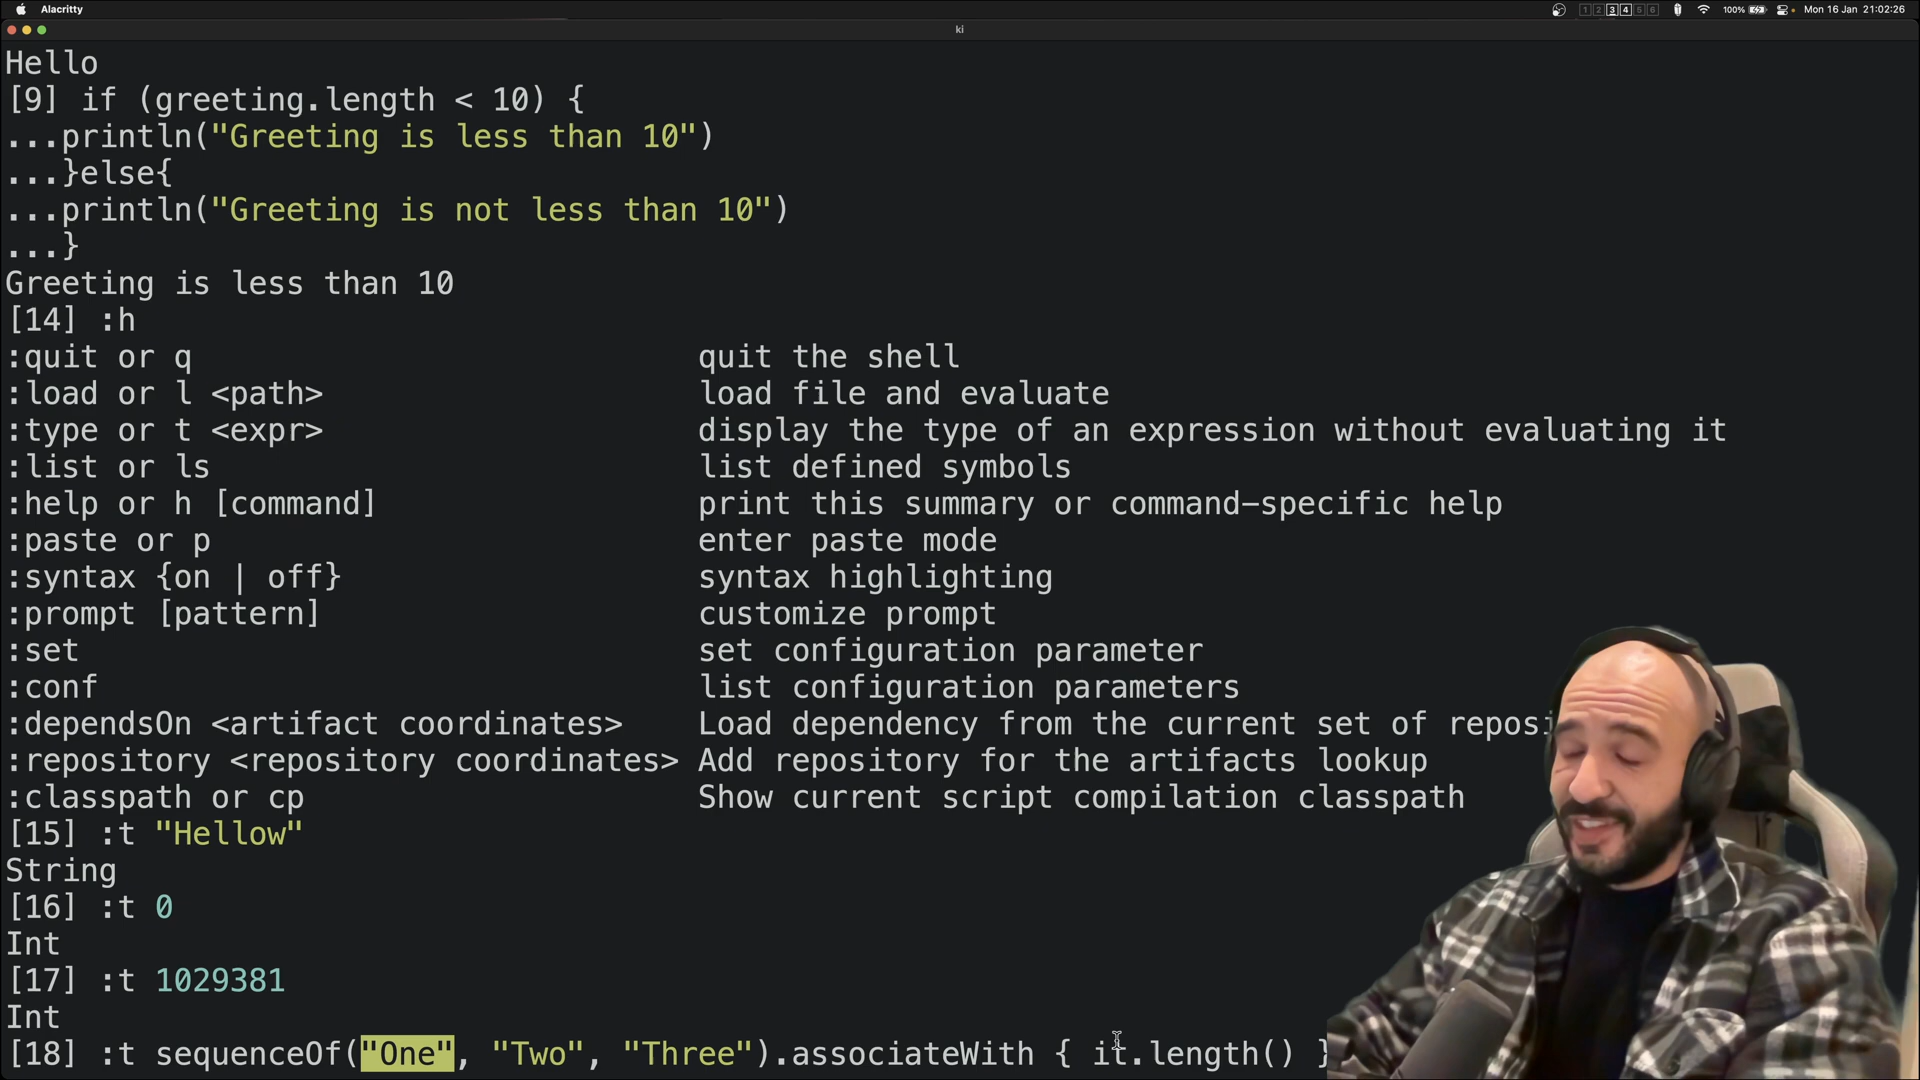 Alacritty
1 2 3 4 5 6
100%
Mon 16 Jan 21:02:26
ki
Hello
[9] if (greeting.length < 10) {
...println("Greeting is less than 10")
...}else{
...println("Greeting is not less than 10")
...}
Greeting is less than 10
[14] :h
:quit or q quit the shell
:load or l <path> load file and evaluate
:type or t <expr> display the type of an expression without evaluating it
:list or ls list defined symbols
:help or h [command] print this summary or command-specific help
:paste or p enter paste mode
:syntax {on | off} syntax highlighting
:prompt [pattern] customize prompt
:set set configuration parameter
:conf list configuration parameters
:dependsOn <artifact coordinates> Load dependency from the current set of reposi
:repository <repository coordinates> Add repository for the artifacts lookup
:classpath or cp Show current script compilation classpath
[15] :t "Hellow"
String
[16] :t 0
Int
[17] :t 1029381
Int
[18] :t sequenceOf("One", "Two", "Three").associateWith { it.length() }